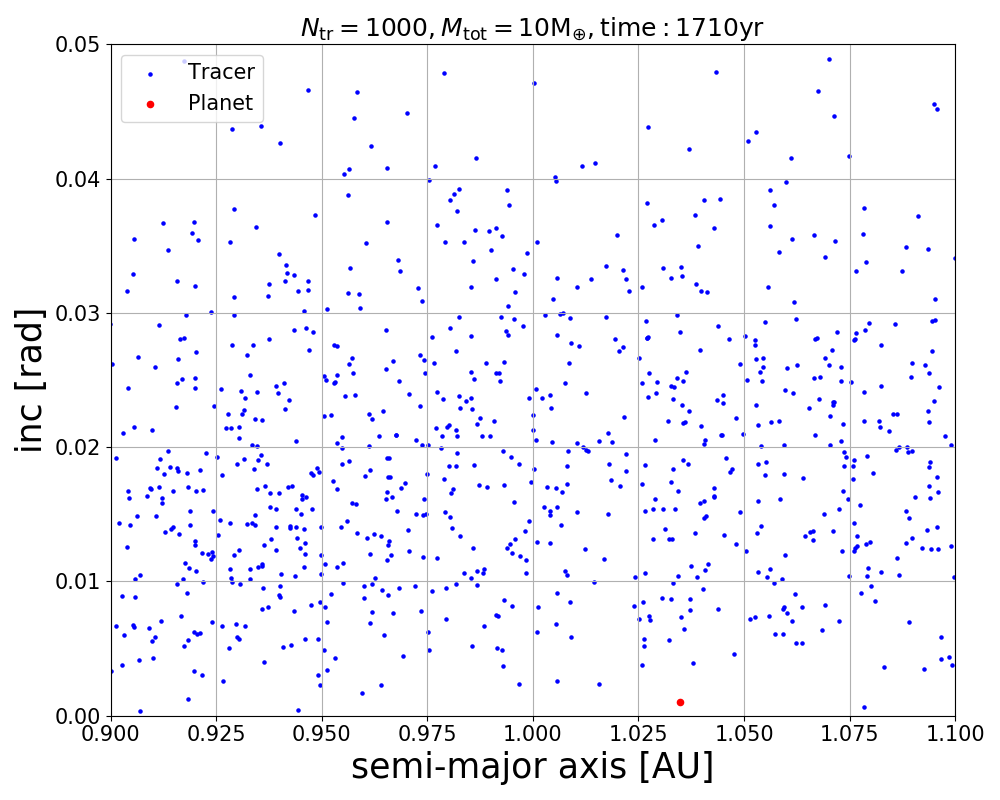 N_tr = 1000, M_tot = 10M_⊕, time : 1710yr
Tracer
Planet
inc [rad]
0.05
0.04
0.03
0.02
0.01
0.00
0.900 0.925 0.950 0.975 1.000 1.025 1.050 1.075 1.100
semi-major axis [AU]